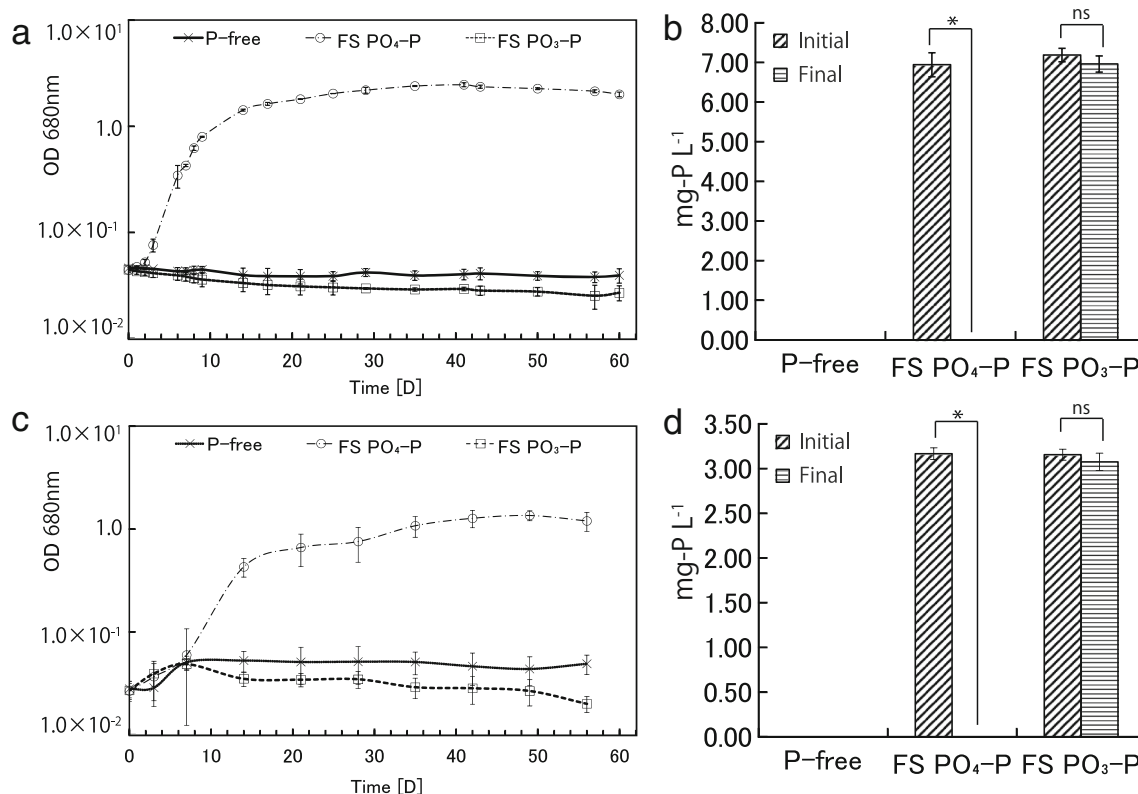 a
1.0×10¹
1.0
1.0×10⁻¹
1.0×10⁻²
OD 680nm
P-free
FS PO₄-P
FS PO₃-P
0 10 20 30 40 50 60
Time [D]
b
8.00
7.00
6.00
5.00
4.00
3.00
2.00
1.00
0.00
mg-P L⁻¹
Initial
Final
*
ns
P-free FS PO₄-P FS PO₃-P
c
1.0×10¹
1.0
1.0×10⁻¹
1.0×10⁻²
OD 680nm
P-free
FS PO₄-P
FS PO₃-P
0 10 20 30 40 50 60
Time [D]
d
3.50
3.00
2.50
2.00
1.50
1.00
0.50
0.00
mg-P L⁻¹
Initial
Final
*
ns
P-free FS PO₄-P FS PO₃-P